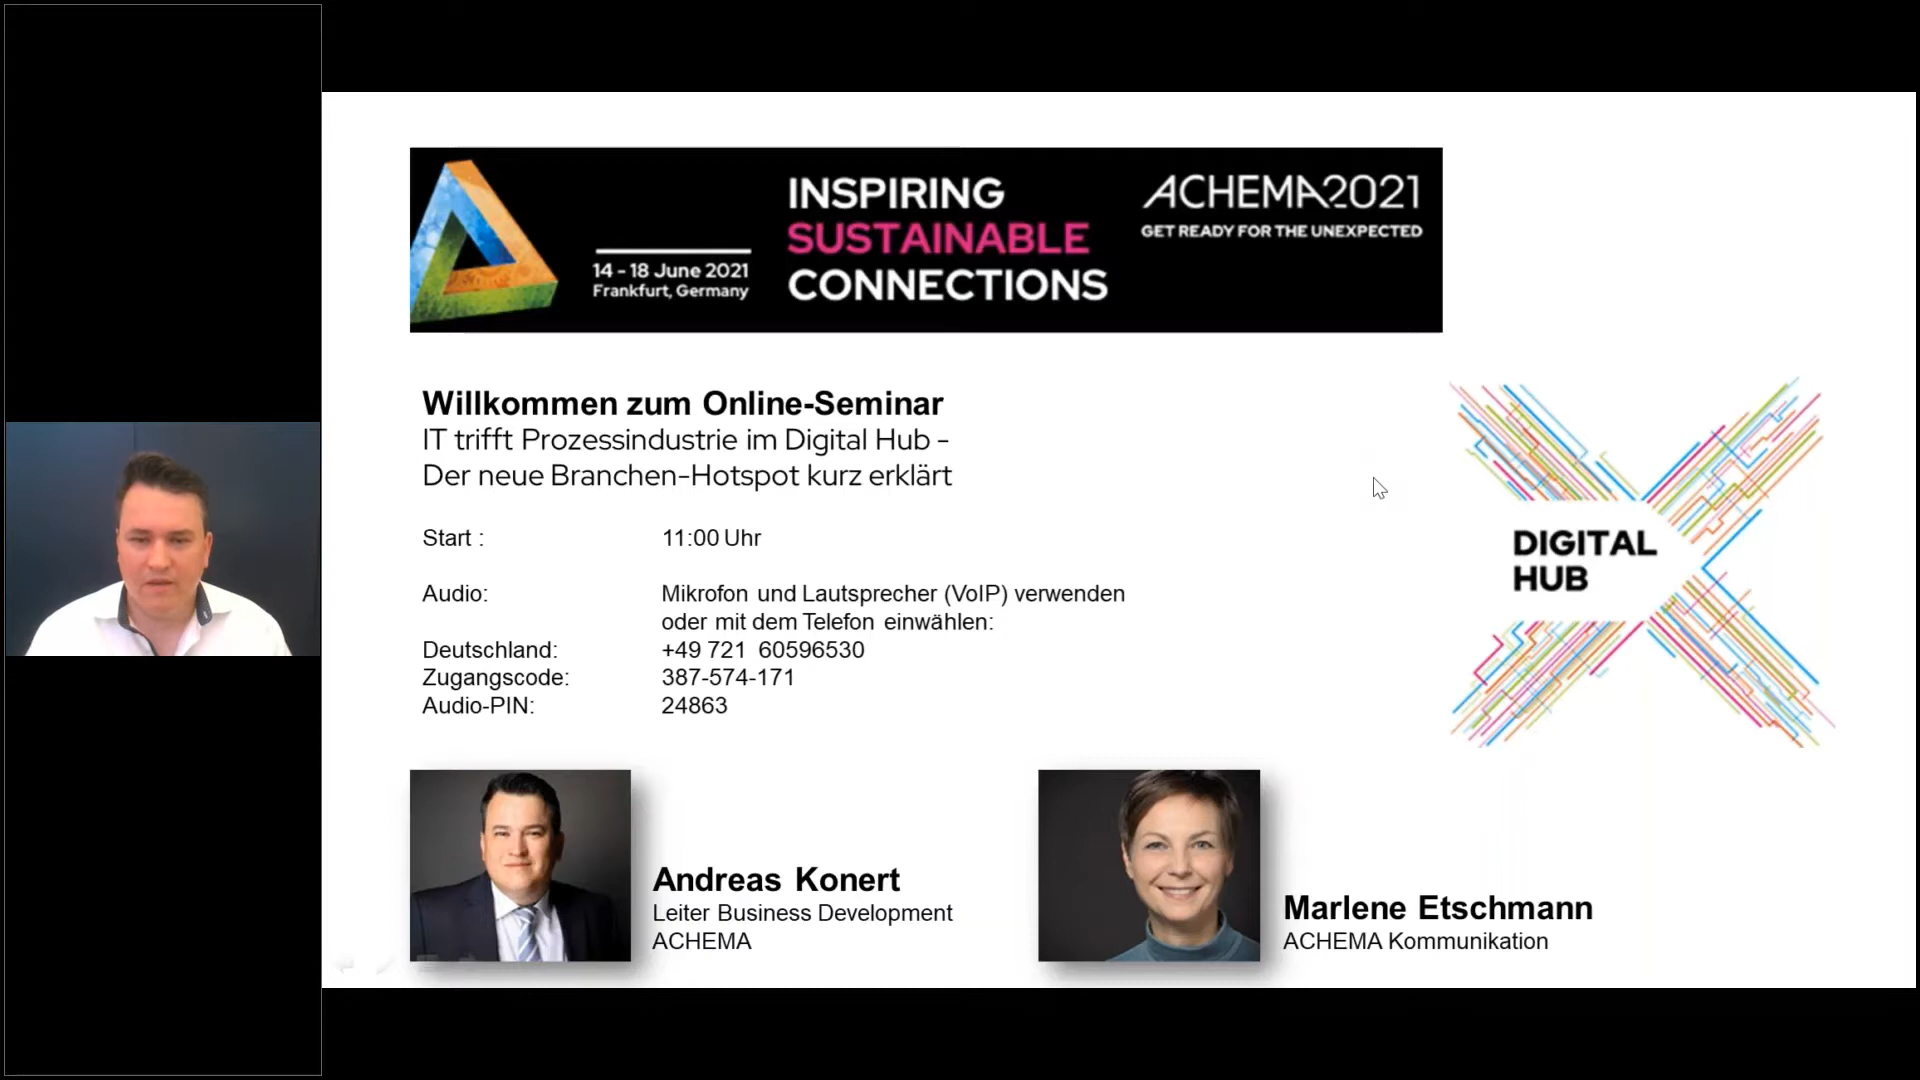 14 - 18 June 2021
Frankfurt, Germany
INSPIRING
SUSTAINABLE
CONNECTIONS
ACHEMA2021
GET READY FOR THE UNEXPECTED
Willkommen zum Online-Seminar
IT trifft Prozessindustrie im Digital Hub -
Der neue Branchen-Hotspot kurz erklärt
Start : 11:00 Uhr
Audio: Mikrofon und Lautsprecher (VoIP) verwenden
oder mit dem Telefon einwählen:
Deutschland: +49 721 60596530
Zugangscode: 387-574-171
Audio-PIN: 24863
DIGITAL
HUB
Andreas Konert
Leiter Business Development
ACHEMA
Marlene Etschmann
ACHEMA Kommunikation